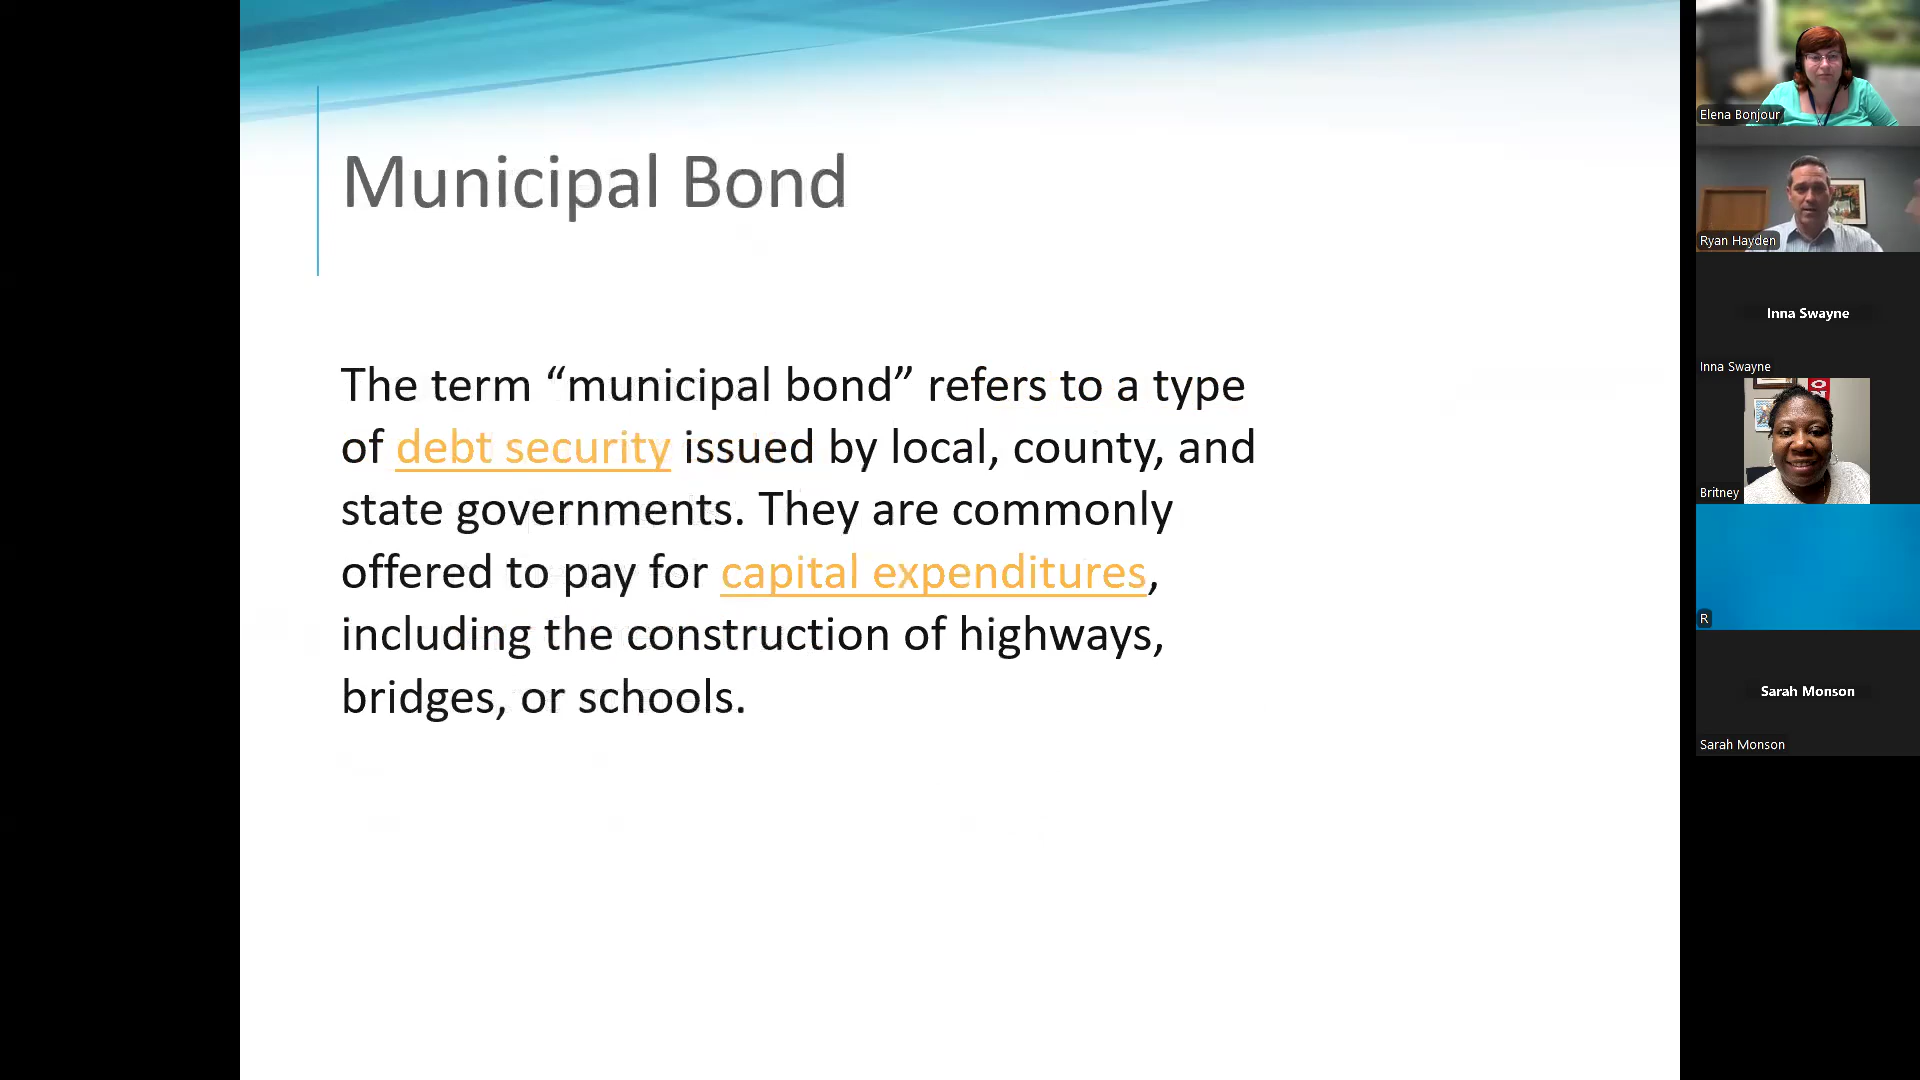 Municipal Bond
The term “municipal bond” refers to a type
of debt security issued by local, county, and
state governments. They are commonly
offered to pay for capital expenditures,
including the construction of highways,
bridges, or schools.
Elena Bonjour
Ryan Hayden
Inna Swayne
Inna Swayne
Britney
R
Sarah Monson
Sarah Monson